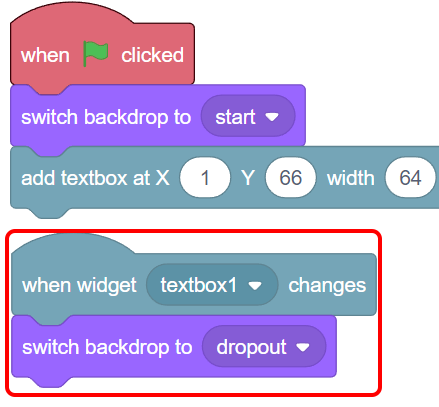 when clicked
switch backdrop to start
add textbox at X 1 Y 66 width 64
when widget textbox1 changes
switch backdrop to dropout